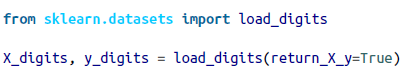 from sklearn.datasets import load_digits
X_digits, y_digits = load_digits(return_X_y=True)